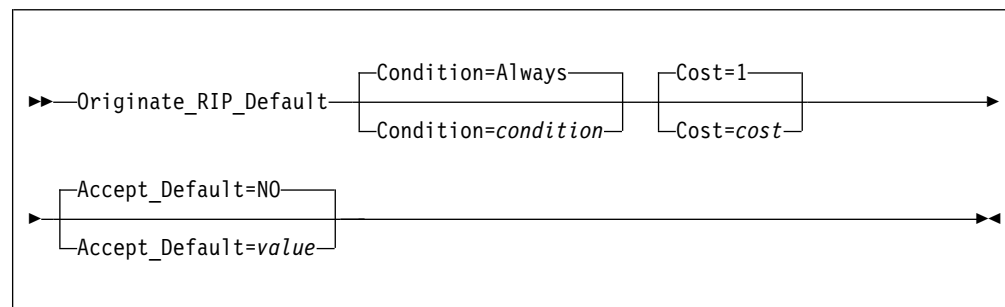 Condition=Always Cost=1
Originate_RIP_Default
Condition=condition Cost=cost
Accept_Default=NO
Accept_Default=value